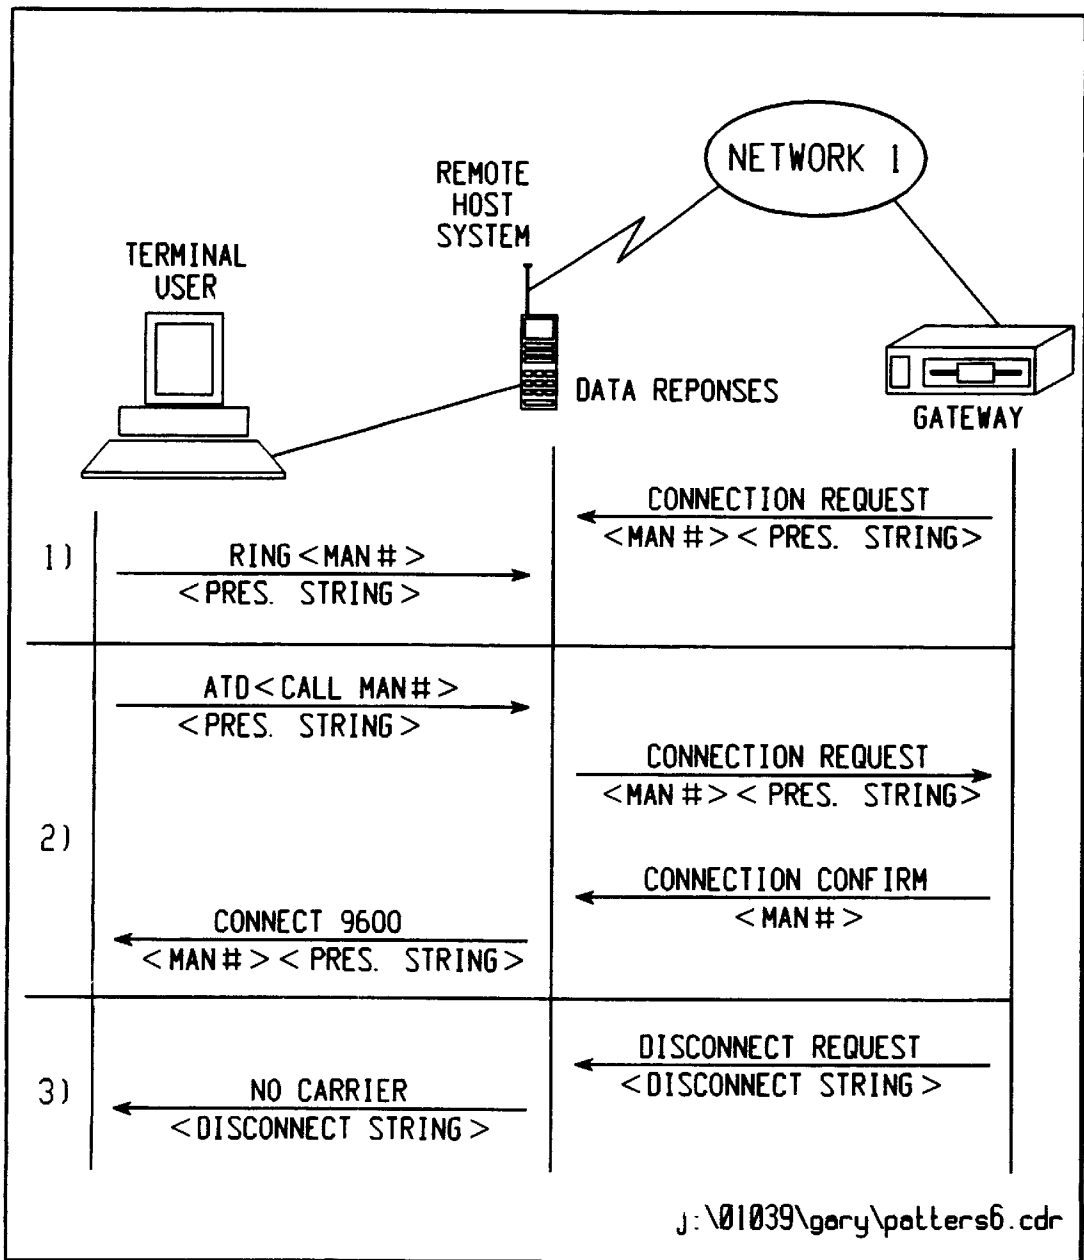 NETWORK 1
REMOTE
HOST
SYSTEM
TERMINAL
USER
DATA REPONSES
GATEWAY
CONNECTION REQUEST
<MAN #> < PRES. STRING>
1)
RING <MAN # >
<PRES. STRING >
ATD< CALL MAN# >
<PRES. STRING >
CONNECTION REQUEST
<MAN #> < PRES. STRING>
2)
CONNECTION CONFIRM
< MAN # >
CONNECT 9600
< MAN # > < PRES. STRING >
DISCONNECT REQUEST
<DISCONNECT STRING >
3)
NO CARRIER
<DISCONNECT STRING >
j:\01039\gary\patters6.cdr